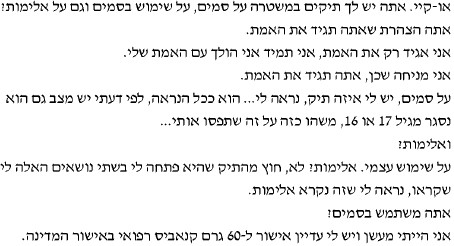 או-קיי. אתה יש לך תיקים במשטרה על סמים, על שימוש בסמים וגם על אלימות?
אתה הצהרת שאתה תגיד את האמת.
אני אגיד רק את האמת, אני תמיד אני הולך עם האמת שלי.
אני מניחה שכן, אתה תגיד את האמת.
על סמים, יש לי איזה תיק, נראה לי... הוא ככל הנראה, לפי דעתי יש מצב גם הוא
נסגר מגיל 17 או 16, משהו כזה על זה שתפסו אותי...
ואלימות?
על שימוש עצמי. אלימות? לא, חוץ מהתיק שהיא פתחה לי בשתי נושאים האלה לי
שקראו, נראה לי שזה נקרא אלימות.
אתה משתמש בסמים?
אני הייתי מעשן ויש לי עדיין אישור ל-60 גרם קנאביס רפואי באישור המדינה.